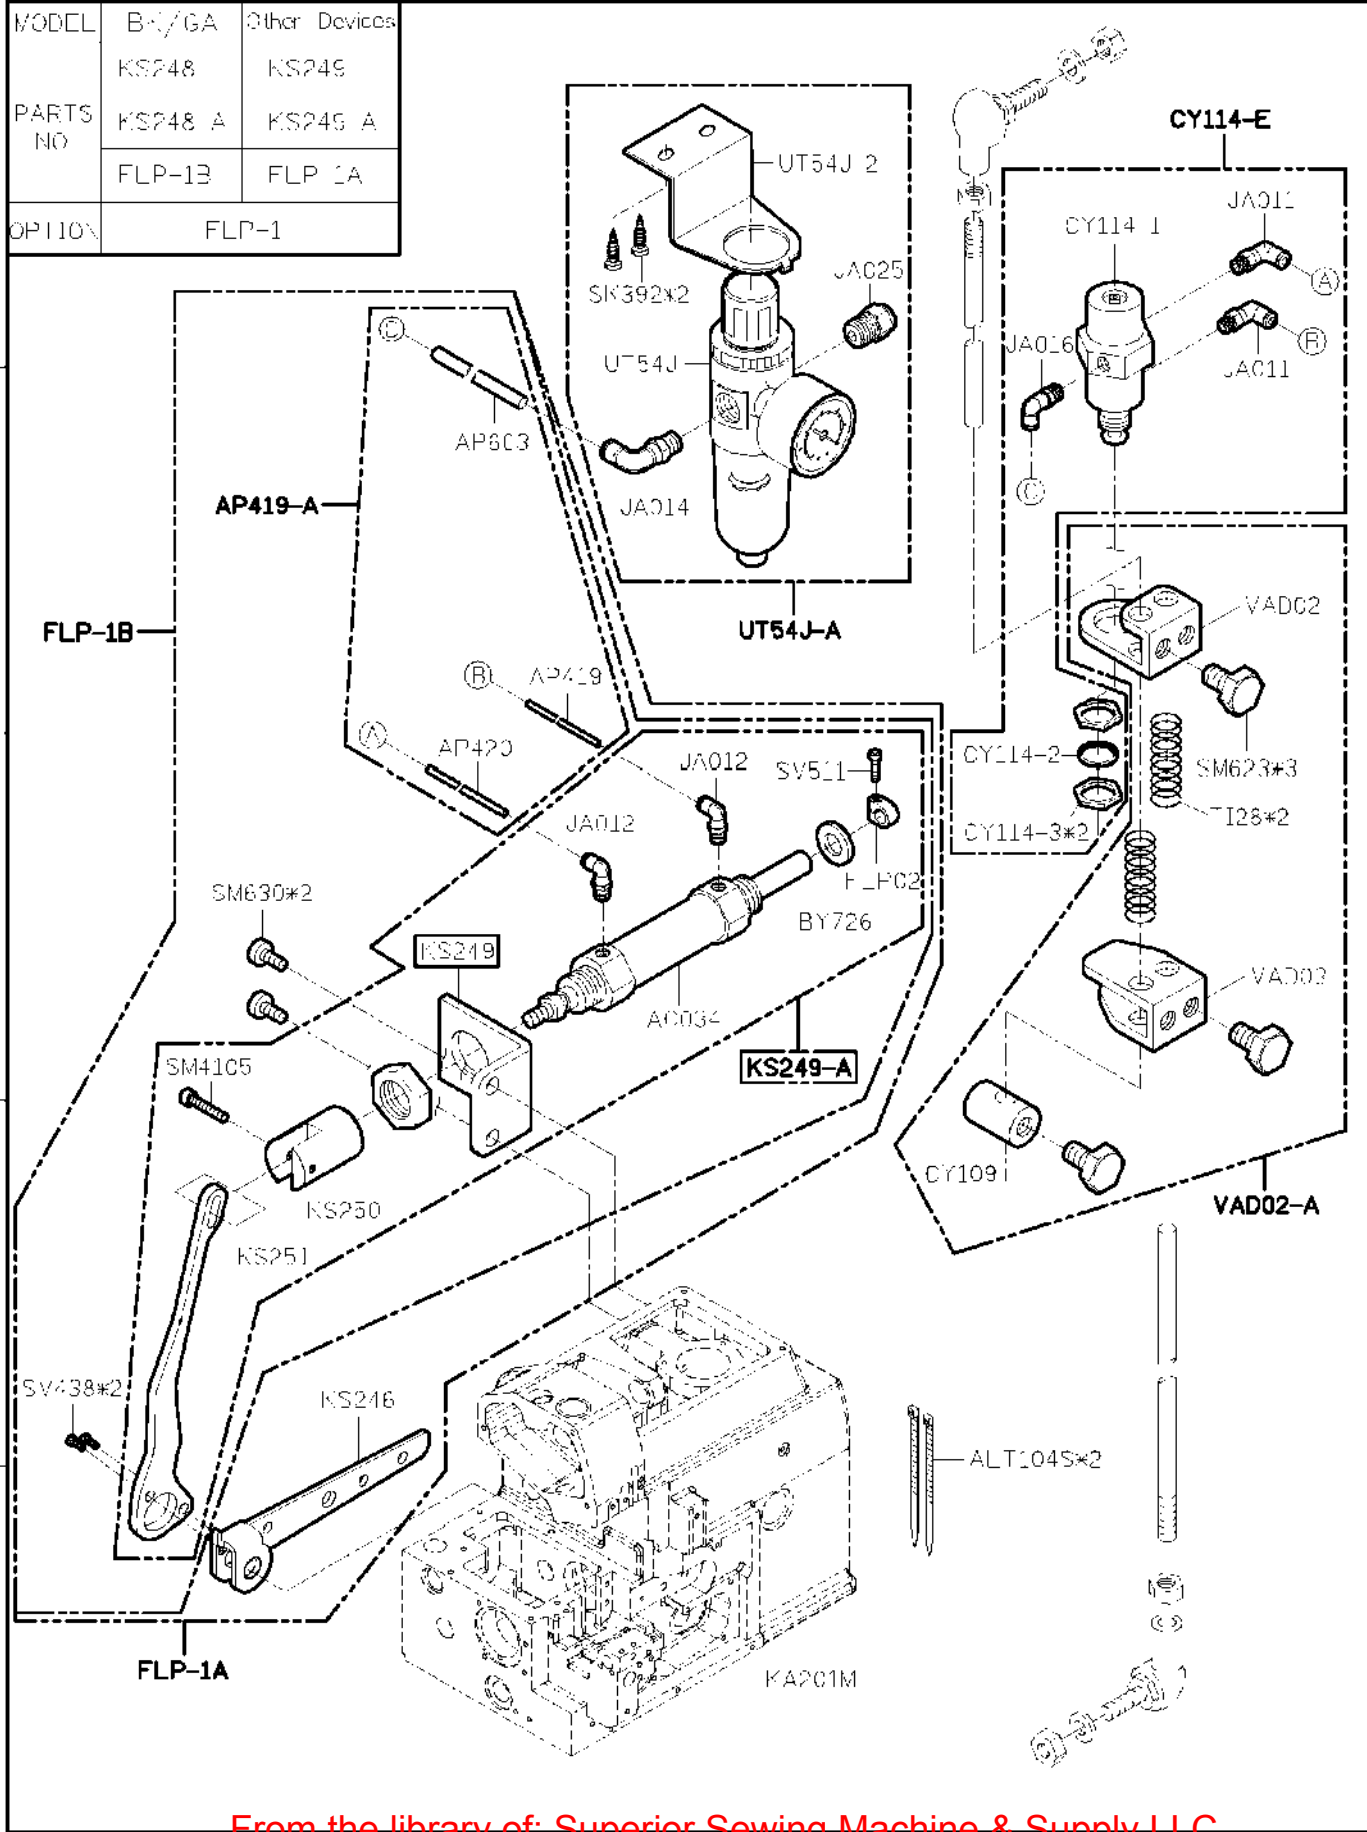 MODEL BK/GA Other Devices
PARTS NO
KS248 KS249
KS248 A KS249 A
FLP-1B FLP 1A
OPTION FLP-1
UT54J 2
SK392*2
JA025
UT54J
JA014
UT54J-A
CY114-E
JA011
CY114 1
A
JA016
B
JA011
C
C
AP603
AP419-A
FLP-1B
B
AP419
A
AP420
JA012
SV511
JA012
FLP02
BY726
VAD02
SM623*3
CY114-2
TI28*2
CY114-3*2
SM630*2
KS249
AC034
VAD03
KS249-A
SM4105
CY109
VAD02-A
KS250
KS251
SV438*2
KS246
ALT104S*2
FLP-1A
KA201M
From the library of: Superior Sewing Machine & Supply LLC